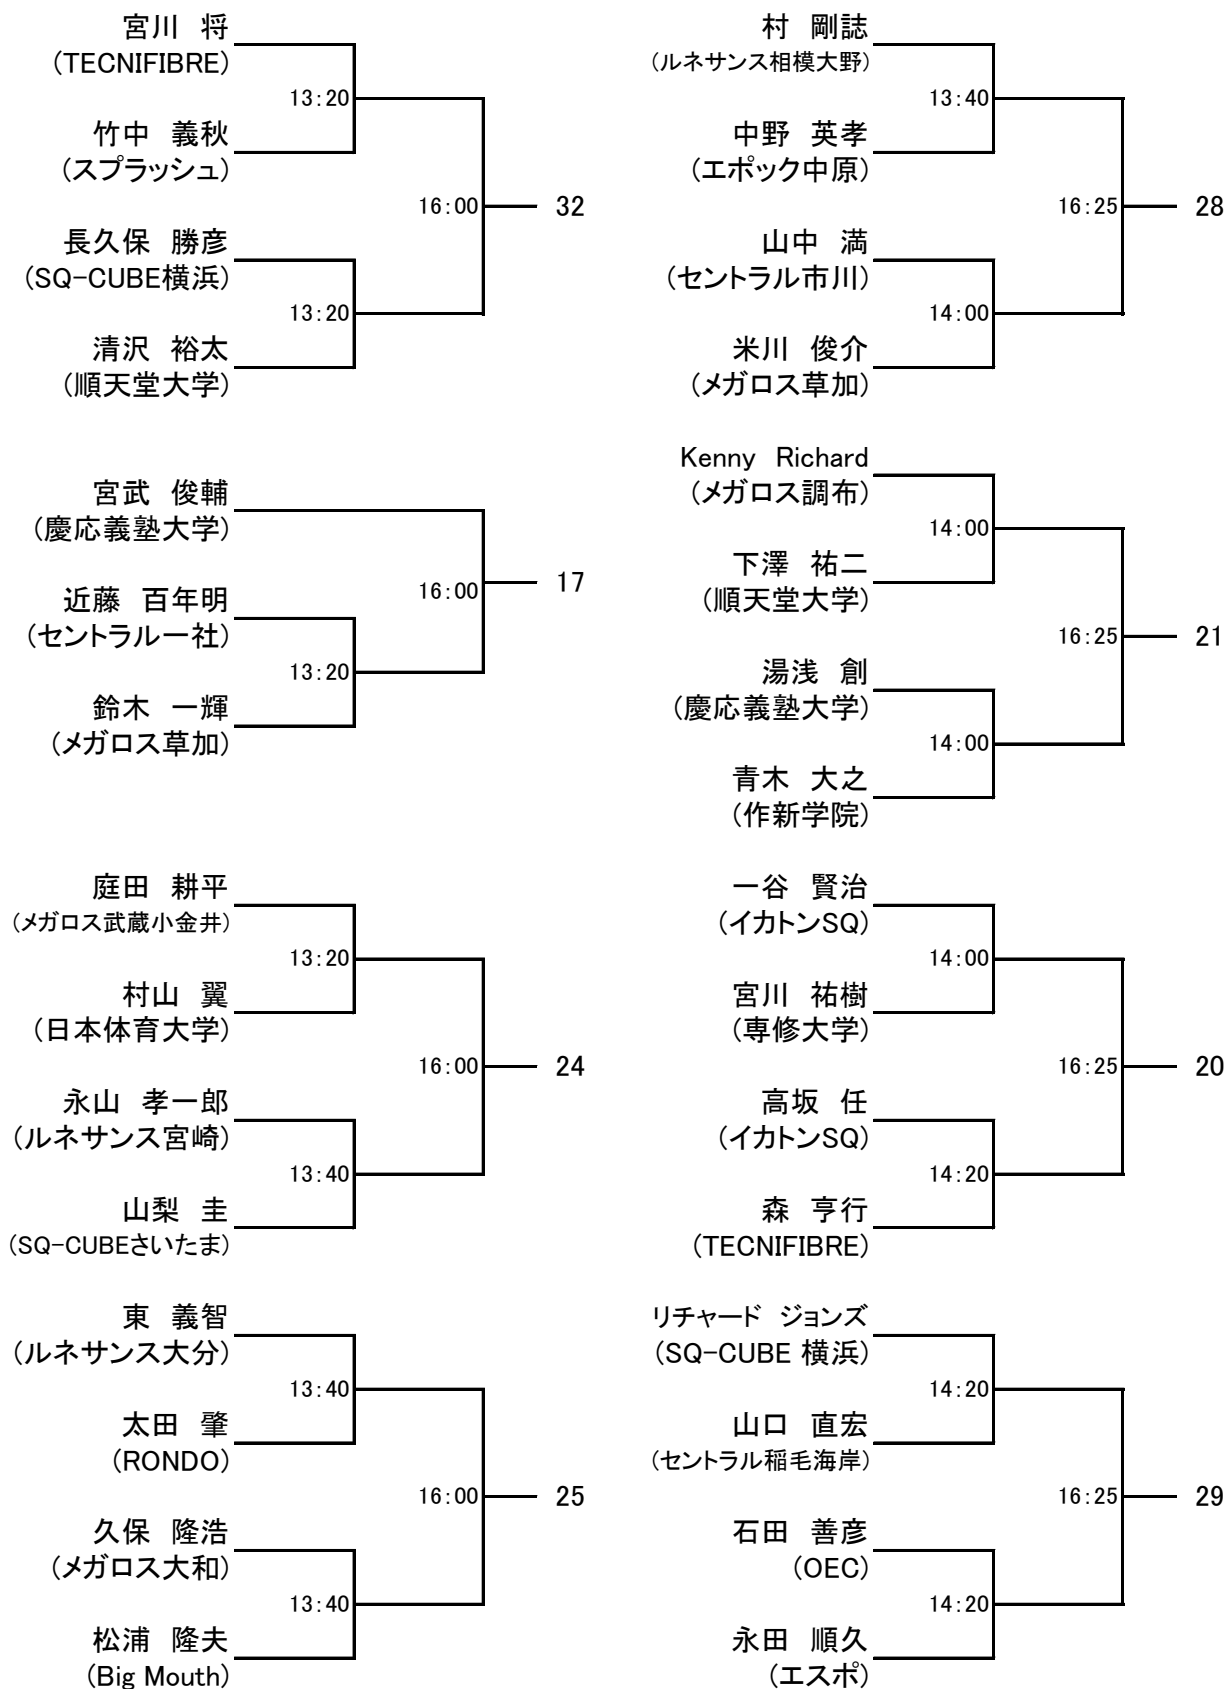 宮川 将
(TECNIFIBRE)
13:20
竹中 義秋
(スプラッシュ)
16:00
32
長久保 勝彦
(SQ-CUBE横浜)
13:20
清沢 裕太
(順天堂大学)
宮武 俊輔
(慶応義塾大学)
近藤 百年明
(セントラル一社)
16:00
17
13:20
鈴木 一輝
(メガロス草加)
庭田 耕平
(メガロス武蔵小金井)
13:20
村山 翼
(日本体育大学)
16:00
24
永山 孝一郎
(ルネサンス宮崎)
13:40
山梨 圭
(SQ-CUBEさいたま)
東 義智
(ルネサンス大分)
13:40
太田 肇
(RONDO)
16:00
25
久保 隆浩
(メガロス大和)
13:40
松浦 隆夫
(Big Mouth)
村 剛誌
(ルネサンス相模大野)
13:40
中野 英孝
(エポック中原)
16:25
28
山中 満
(セントラル市川)
14:00
米川 俊介
(メガロス草加)
Kenny Richard
(メガロス調布)
14:00
下澤 祐二
(順天堂大学)
16:25
21
湯浅 創
(慶応義塾大学)
14:00
青木 大之
(作新学院)
一谷 賢治
(イカトンSQ)
14:00
宮川 祐樹
(専修大学)
16:25
20
高坂 任
(イカトンSQ)
14:20
森 亨行
(TECNIFIBRE)
リチャード ジョンズ
(SQ-CUBE 横浜)
14:20
山口 直宏
(セントラル稲毛海岸)
16:25
29
石田 善彦
(OEC)
14:20
永田 順久
(エスポ)